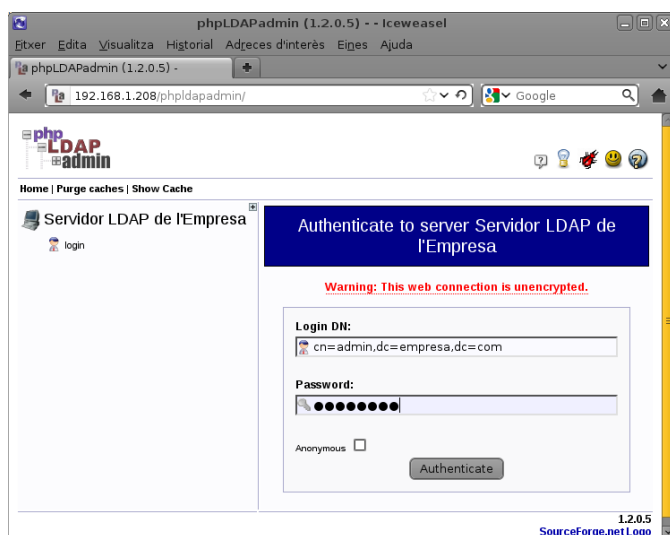 phpLDAPadmin (1.2.0.5) - - Iceweasel
Fitxer Edita Visualitza Historial Adreces d'interès Eines Ajuda
phpLDAPadmin (1.2.0.5) -
192.168.1.208/phpldapadmin/
Google
php
LDAP
admin
Home | Purge caches | Show Cache
Servidor LDAP de l'Empresa
login
Authenticate to server Servidor LDAP de
l'Empresa
Warning: This web connection is unencrypted.
Login DN:
cn=admin,dc=empresa,dc=com
Password:
●●●●●●●●
Anonymous
Authenticate
1.2.0.5
SourceForge.net Logo